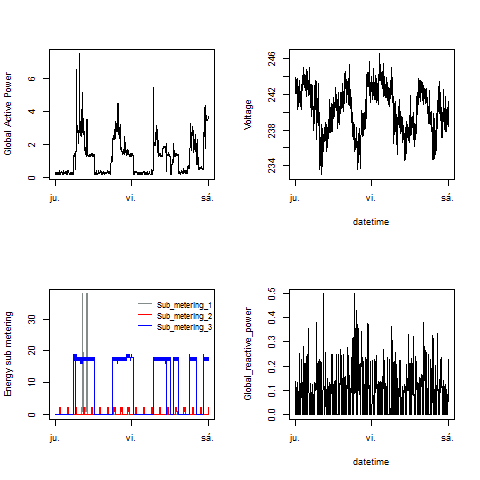 Global Active Power
0
2
4
6
ju.
vi.
sá.
Voltage
234
238
242
246
ju.
vi.
sá.
datetime
Energy sub metering
0
10
20
30
Sub_metering_1
Sub_metering_2
Sub_metering_3
ju.
vi.
sá.
Global_reactive_power
0.0
0.1
0.2
0.3
0.4
0.5
ju.
vi.
sá.
datetime